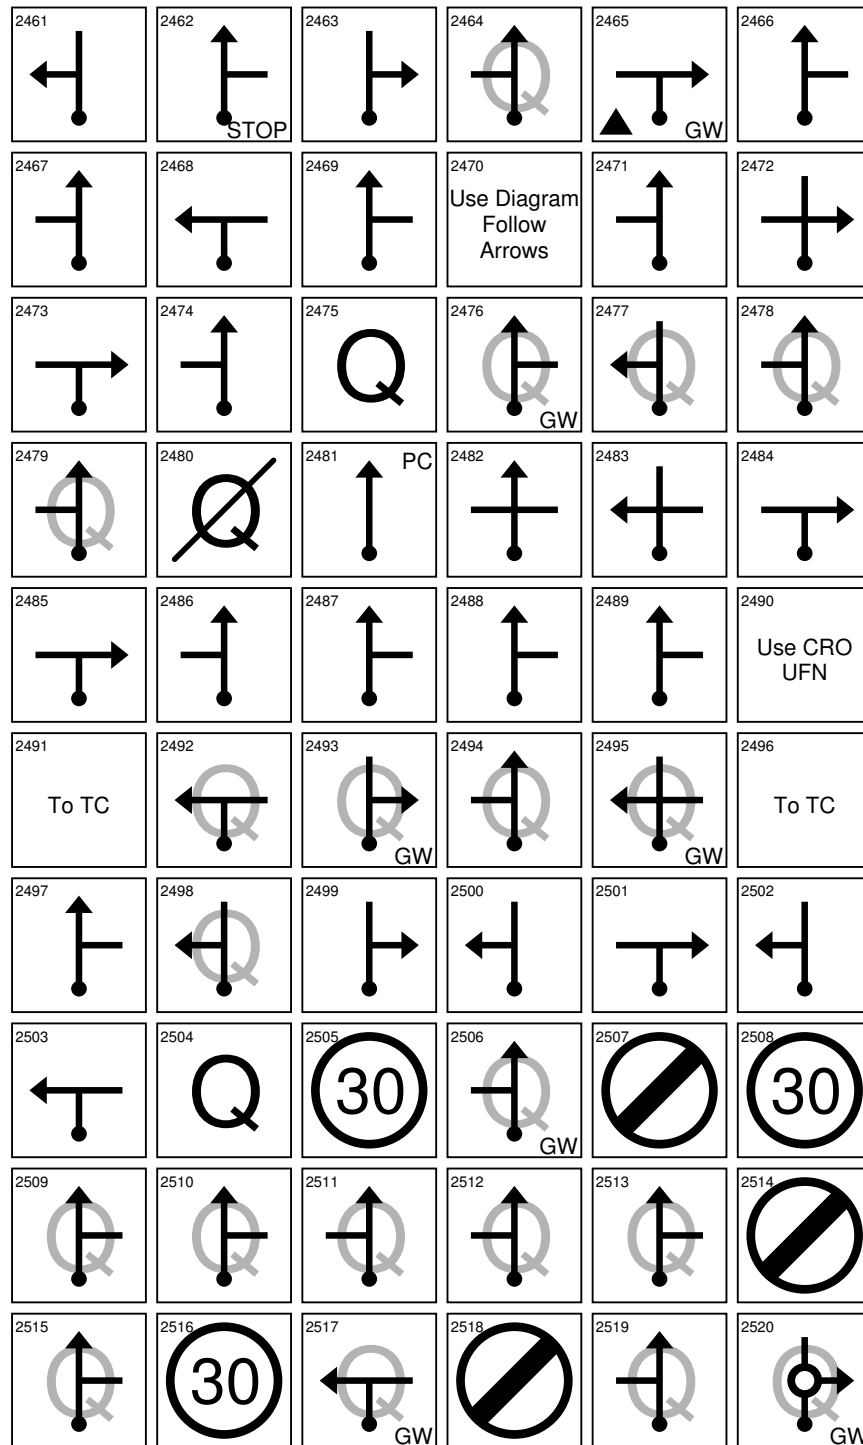 2461 2462 2463 2464 2465 2466
STOP Q GW
2467 2468 2469 2470 2471 2472
Use Diagram
Follow
Arrows
2473 2474 2475 2476 2477 2478
Q Q Q Q
GW
2479 2480 2481 2482 2483 2484
Q Q PC
2485 2486 2487 2488 2489 2490
Use CRO
UFN
2491 2492 2493 2494 2495 2496
To TC Q Q Q Q To TC
GW GW
2497 2498 2499 2500 2501 2502
Q
2503 2504 2505 2506 2507 2508
Q 30 Q 30
GW
2509 2510 2511 2512 2513 2514
Q Q Q Q Q
2515 2516 2517 2518 2519 2520
Q 30 Q Q Q
GW GW